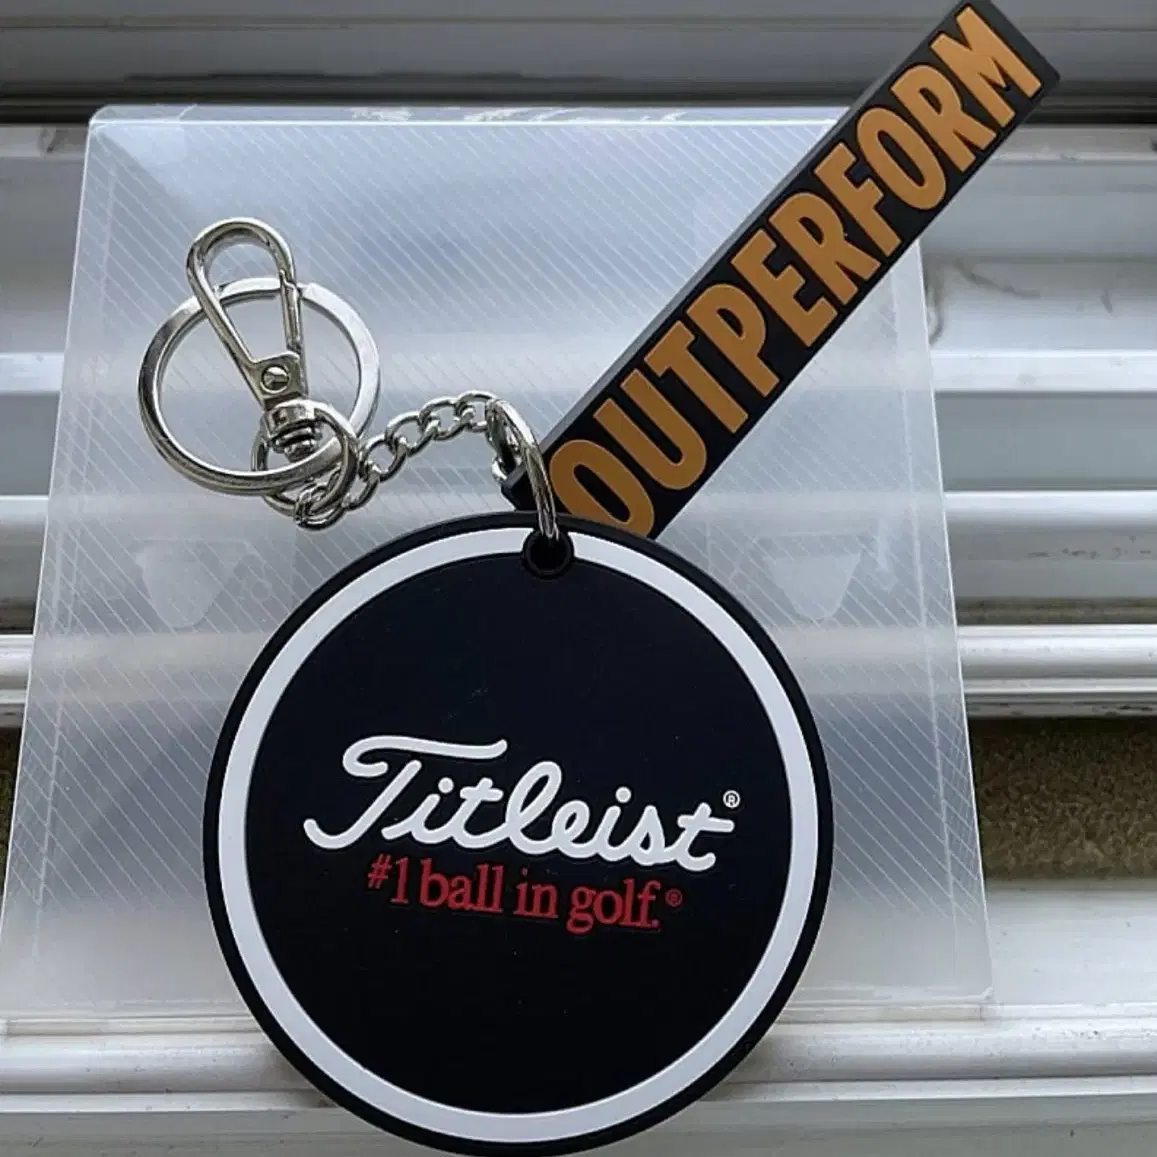 OUTPERFORM
Titleist®
#1 ball in golf.®